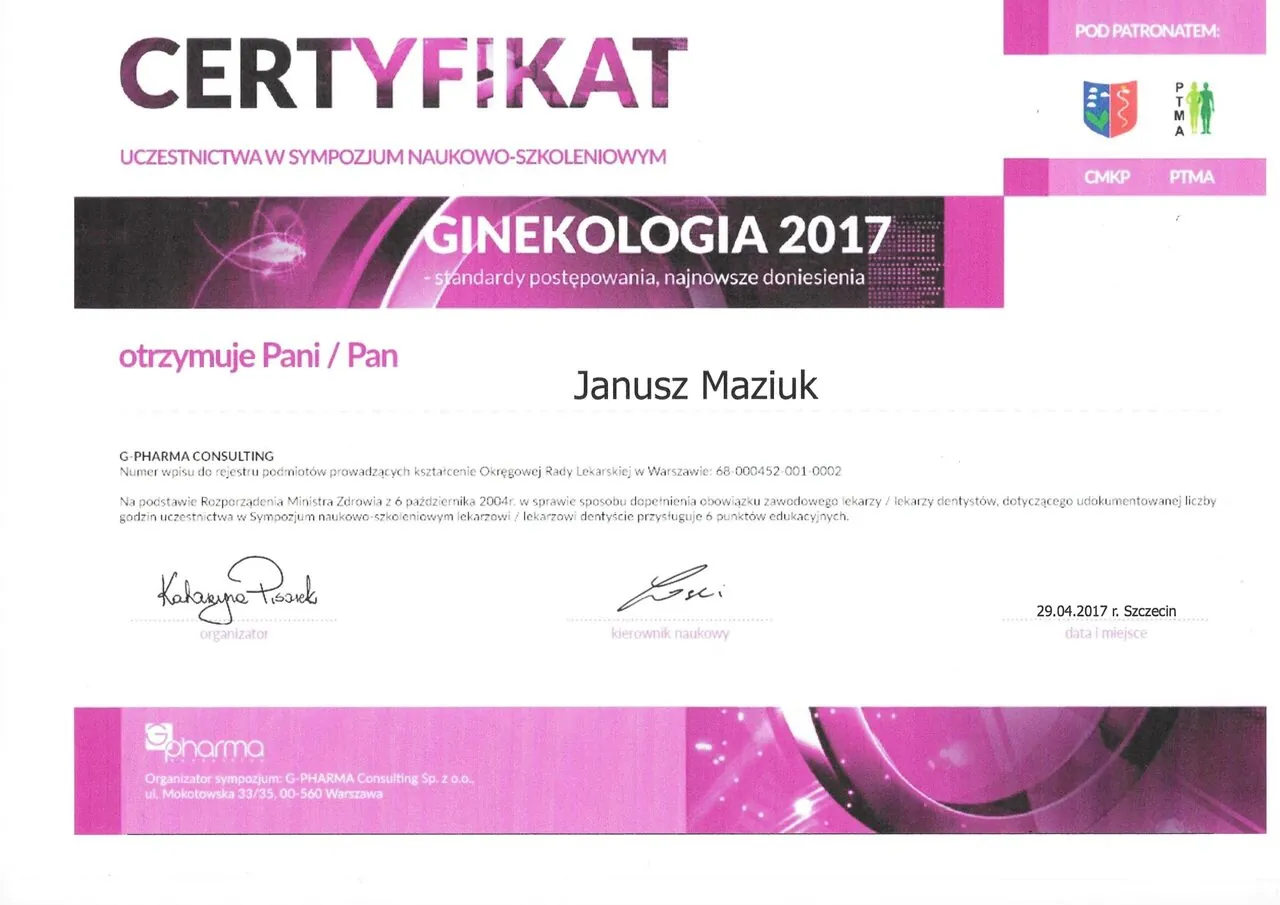 CERTYFIKAT
UCZESTNICTWA W SYMPOZJUM NAUKOWO-SZKOLENIOWYM
POD PATRONATEM:
P
T
M
A
CMKP PTMA
GINEKOLOGIA 2017
- standardy postępowania, najnowsze doniesienia
otrzymuje Pani / Pan
Janusz Maziuk
G-PHARMA CONSULTING
Numer wpisu do rejestru podmiotów prowadzących kształcenie Okręgowej Rady Lekarskiej w Warszawie: 68-000452-001-0002
Na podstawie Rozporządzenia Ministra Zdrowia z 6 października 2004r. w sprawie sposobu dopełnienia obowiązku zawodowego lekarzy / lekarzy dentystów, dotyczącego udokumentowanej liczby
godzin uczestnictwa w Sympozjum naukowo-szkoleniowym lekarzowi / lekarzowi dentyście przysługuje 6 punktów edukacyjnych.
Katarzyna Pisarek
29.04.2017 r. Szczecin
organizator
kierownik naukowy
data i miejsce
G pharma
Organizator sympozjum: G-PHARMA Consulting Sp. z o.o.,
ul. Mokotowska 33/35, 00-560 Warszawa